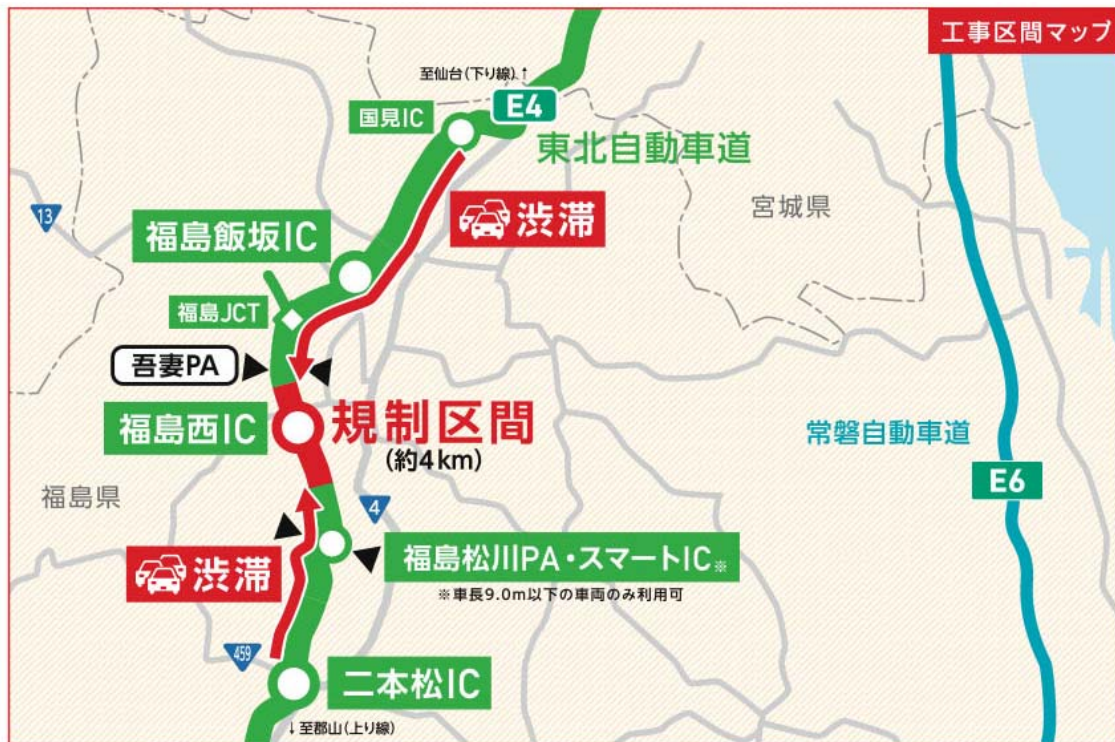 工事区間マップ
至仙台(下り線)↑
E4
国見IC
東北自動車道
13
渋滞
宮城県
福島飯坂IC
福島JCT
吾妻PA
福島西IC
規制区間
(約4km)
常磐自動車道
E6
福島県
4
渋滞
福島松川PA・スマートIC※
※車長9.0m以下の車両のみ利用可
459
二本松IC
↓至郡山(上り線)